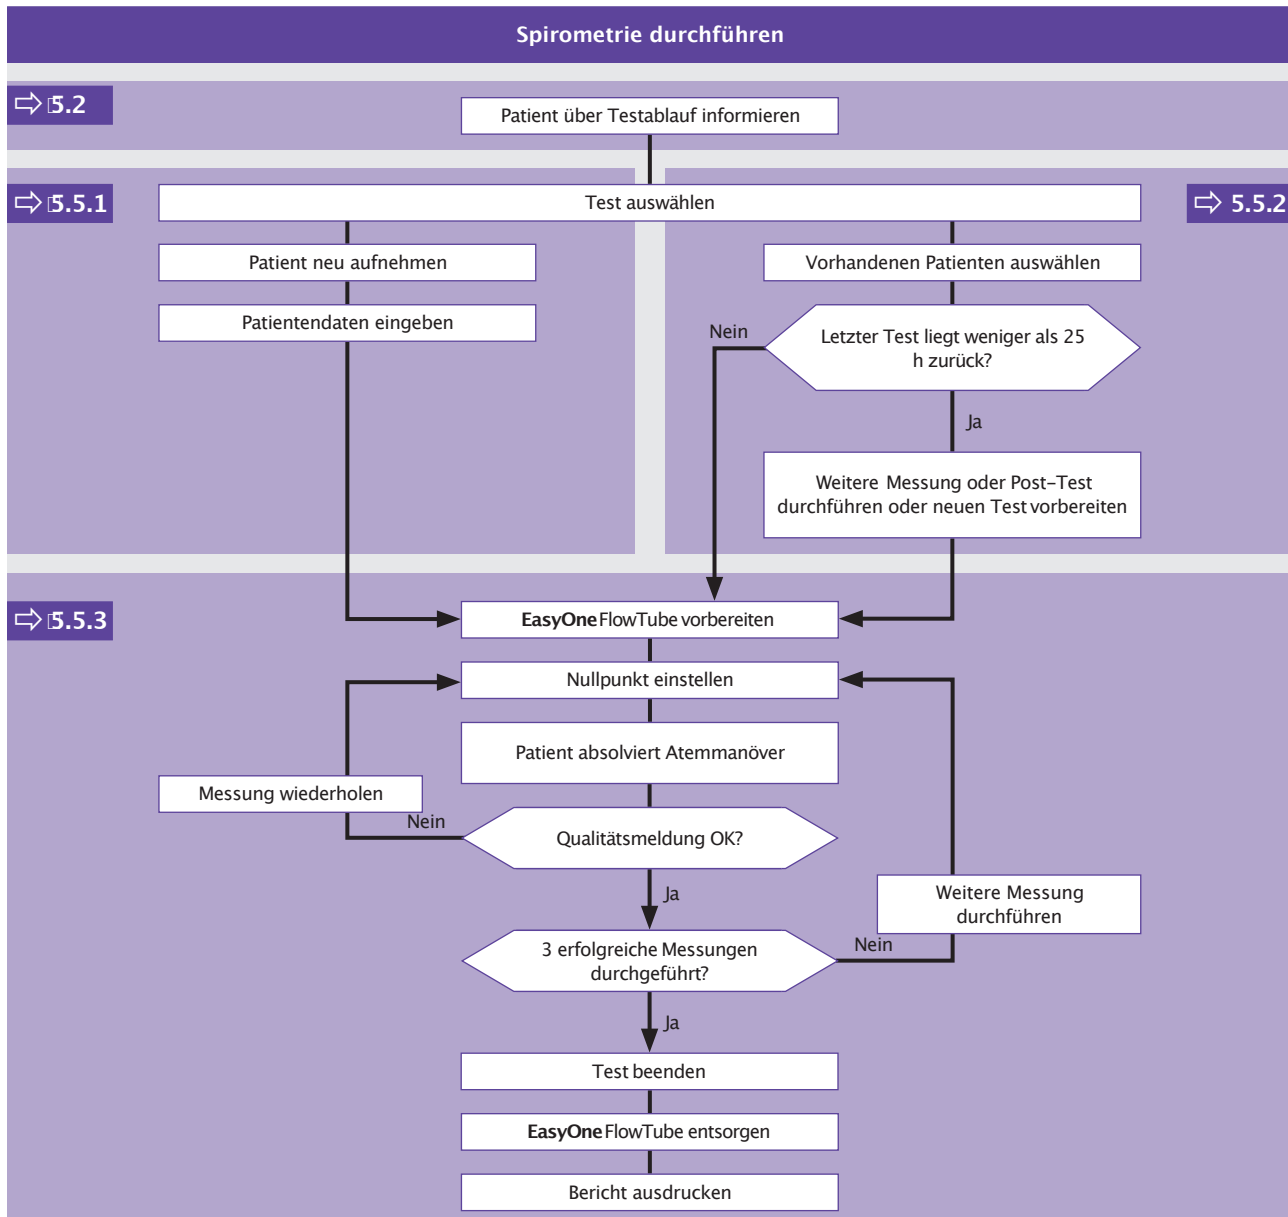 Spirometrie durchführen
5.2
Patient über Testablauf informieren
5.5.1
Test auswählen
5.5.2
Patient neu aufnehmen
Vorhandenen Patienten auswählen
Patientendaten eingeben
Nein
Letzter Test liegt weniger als 25
h zurück?
Ja
Weitere Messung oder Post-Test
durchführen oder neuen Test vorbereiten
5.5.3
EasyOne FlowTube vorbereiten
Nullpunkt einstellen
Patient absolviert Atemmanöver
Messung wiederholen
Nein
Qualitätsmeldung OK?
Ja
Weitere Messung
durchführen
Nein
3 erfolgreiche Messungen
durchgeführt?
Ja
Test beenden
EasyOne FlowTube entsorgen
Bericht ausdrucken